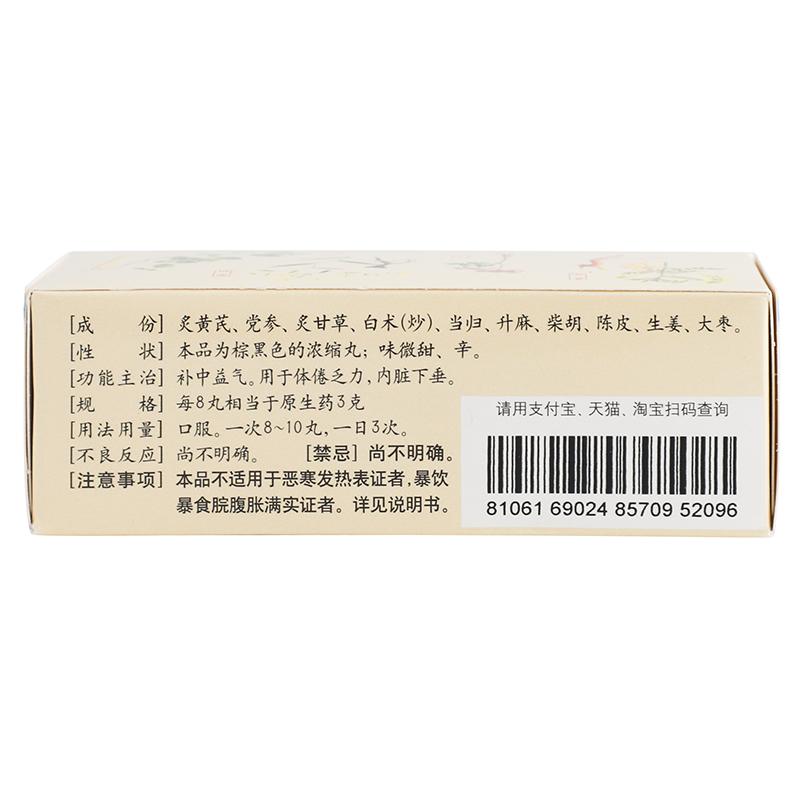 [成份] 炙黄芪、党参、炙甘草、白术(炒)、当归、升麻、柴胡、陈皮、生姜、大枣。
[性状] 本品为棕黑色的浓缩丸；味微甜、辛。
[功能主治] 补中益气。用于体倦乏力，内脏下垂。
[规格] 每8丸相当于原生药3克
[用法用量] 口服。一次8~10丸，一日3次。
[不良反应] 尚不明确。 [禁忌] 尚不明确。
[注意事项] 本品不适用于恶寒发热表证者，暴饮
暴食脘腹胀满实证者。详见说明书。
请用支付宝、天猫、淘宝扫码查询
81061 69024 85709 52096